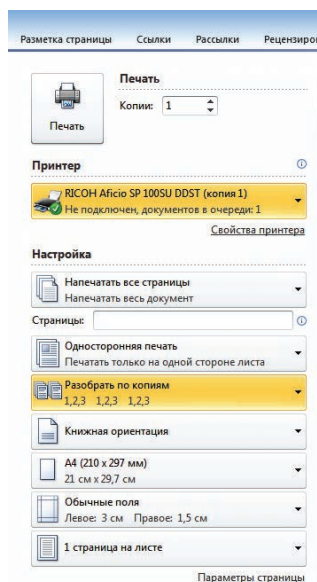 Разметка страницы Ссылки Рассылки Рецензиро
Печать
Копии: 1
Печать
Принтер
RICOH Aficio SP 100SU DDST (копия 1)
Не подключен, документов в очереди: 1
Свойства принтера
Настройка
Напечатать все страницы
Напечатать весь документ
Страницы:
Односторонняя печать
Печатать только на одной стороне листа
Разобрать по копиям
1,2,3 1,2,3 1,2,3
Книжная ориентация
A4 (210 x 297 мм)
21 см x 29,7 см
Обычные поля
Левое: 3 см Правое: 1,5 см
1 страница на листе
Параметры страницы